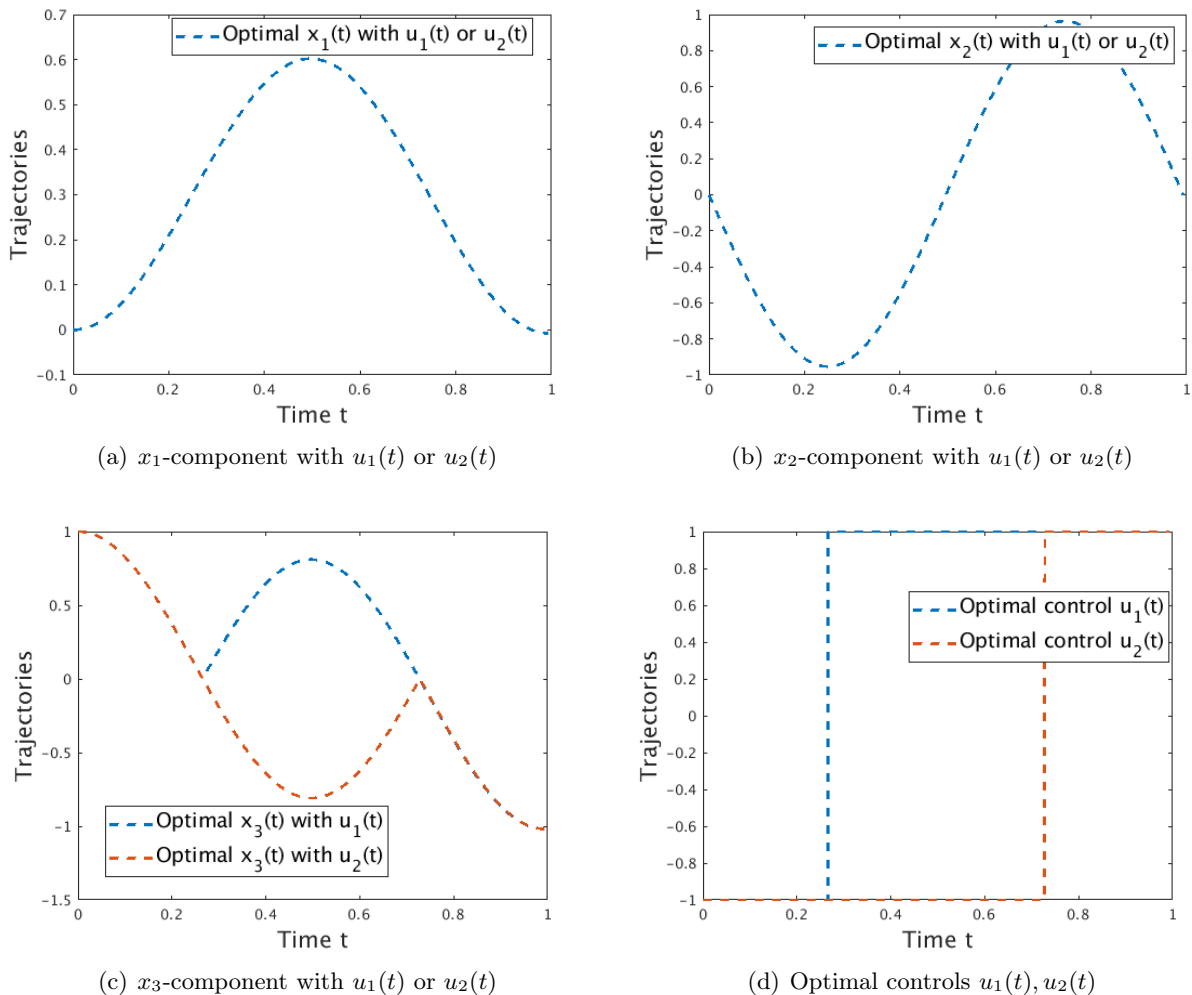 0.7
0.6
0.5
0.4
0.3
0.2
0.1
0
−0.1
Trajectories
Optimal x1(t) with u1(t) or u2(t)
0 0.2 0.4 0.6 0.8 1
Time t
(a) x1-component with u1(t) or u2(t)
1
0.8
0.6
0.4
0.2
0
−0.2
−0.4
−0.6
−0.8
−1
Trajectories
Optimal x2(t) with u1(t) or u2(t)
0 0.2 0.4 0.6 0.8 1
Time t
(b) x2-component with u1(t) or u2(t)
1
0.5
0
−0.5
−1
−1.5
Trajectories
Optimal x3(t) with u1(t)
Optimal x3(t) with u2(t)
0 0.2 0.4 0.6 0.8 1
Time t
(c) x3-component with u1(t) or u2(t)
1
0.8
0.6
0.4
0.2
0
−0.2
−0.4
−0.6
−0.8
−1
Trajectories
Optimal control u1(t)
Optimal control u2(t)
0 0.2 0.4 0.6 0.8 1
Time t
(d) Optimal controls u1(t), u2(t)